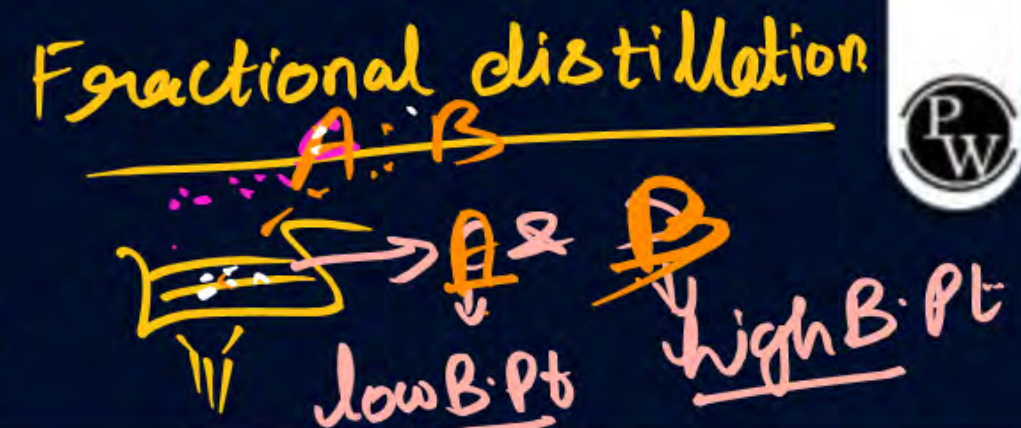 Fractional distillation
A : B
PW
A & B
low B.Pt
high B.Pt